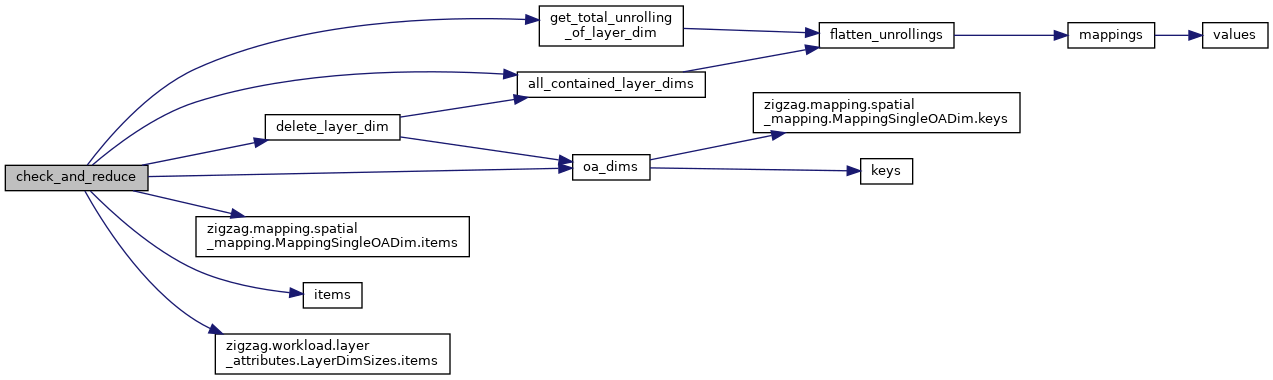 get_total_unrolling
_of_layer_dim
flatten_unrollings
mappings
values
all_contained_layer_dims
delete_layer_dim
zigzag.mapping.spatial
_mapping.MappingSingleOADim.keys
oa_dims
keys
check_and_reduce
zigzag.mapping.spatial
_mapping.MappingSingleOADim.items
items
zigzag.workload.layer
_attributes.LayerDimSizes.items